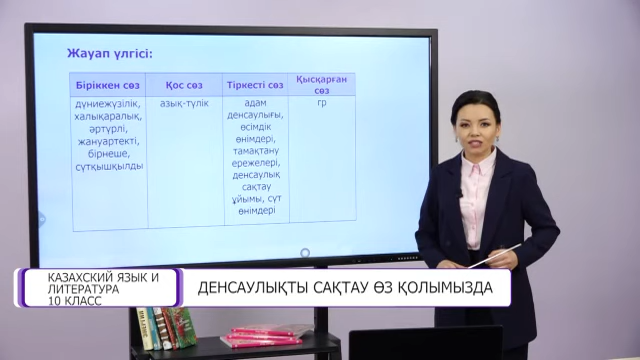 Жауап үлгісі:
Біріккен сөз
Қос сөз
Тіркесті сөз
Қысқарған
сөз
дүниежүзілік,
халықаралық,
әртүрлі,
жануартекті,
бірнеше,
сүтқышқылды
азық-түлік
адам
денсаулығы,
өсімдік
өнімдері,
тамақтану
ережелері,
денсаулық
сақтау
ұйымы, сүт
өнімдері
гр
КАЗАХСКИЙ ЯЗЫК И
ЛИТЕРАТУРА
10 КЛАСС
ДЕНСАУЛЫҚТЫ САҚТАУ ӨЗ ҚОЛЫМЫЗДА